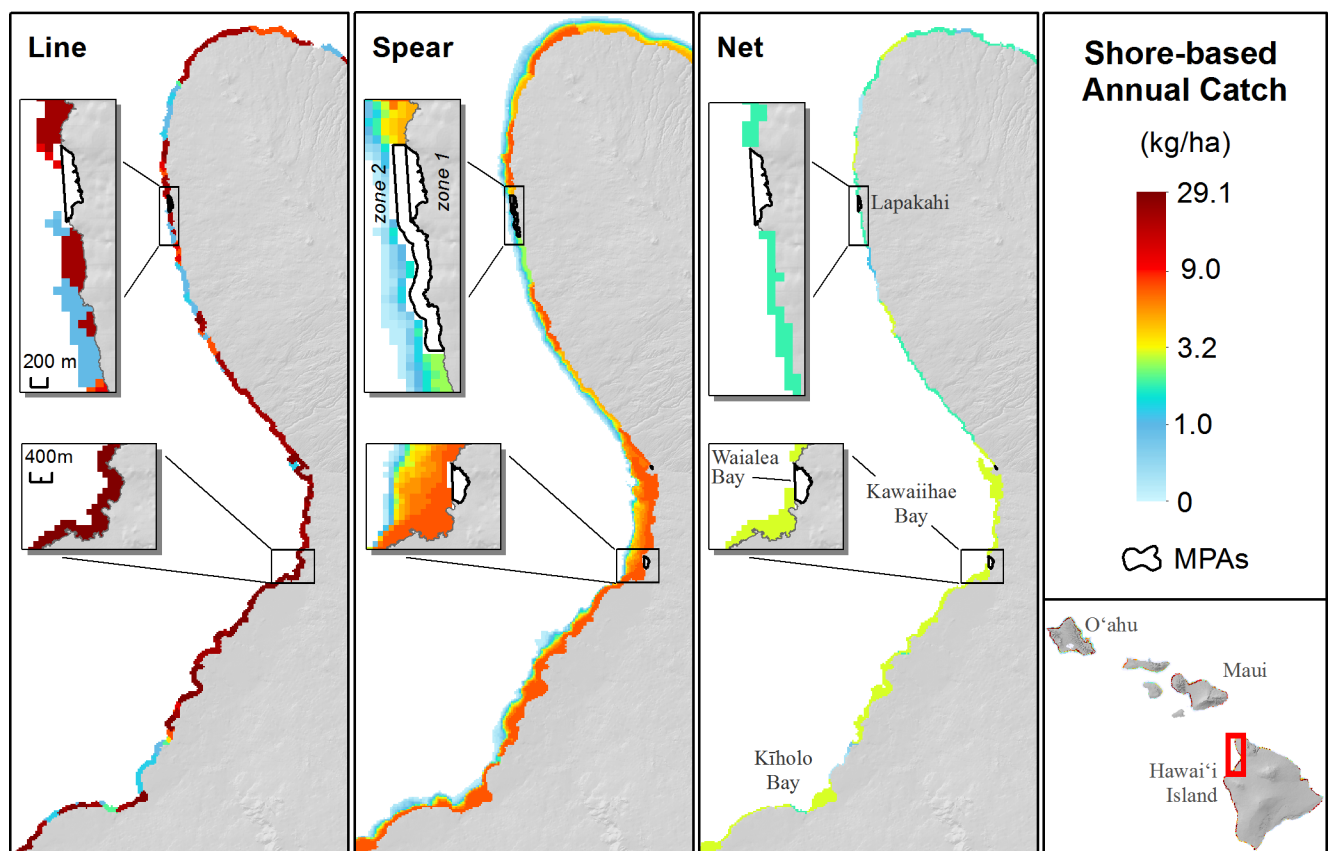 Line
200 m
400m
Spear
zone 2
zone 1
Net
Lapakahi
Waialea
Bay
Kawaiihae
Bay
Kīholo
Bay
Shore-based
Annual Catch
(kg/ha)
29.1
9.0
3.2
1.0
0
MPAs
Oʻahu
Maui
Hawaiʻi
Island